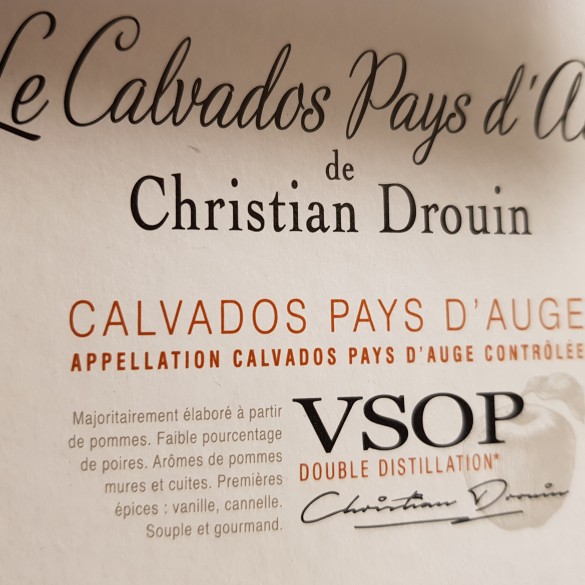 Le Calvados Pays d'A
de
Christian Drouin
CALVADOS PAYS D'AUGE
APPELLATION CALVADOS PAYS D'AUGE CONTRÔLÉE
Majoritairement élaboré à partir
de pommes. Faible pourcentage
de poires. Arômes de pommes
mures et cuites. Premières
épices : vanille, cannelle.
Souple et gourmand.
VSOP
DOUBLE DISTILLATION*
Christian Drouin